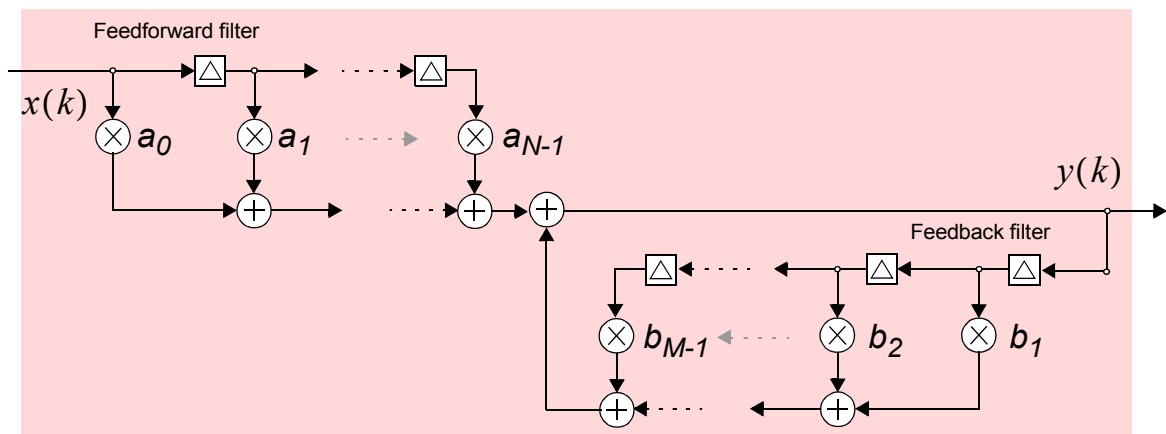 Feedforward filter
x(k)
a0
a1
aN-1
y(k)
Feedback filter
bM-1
b2
b1